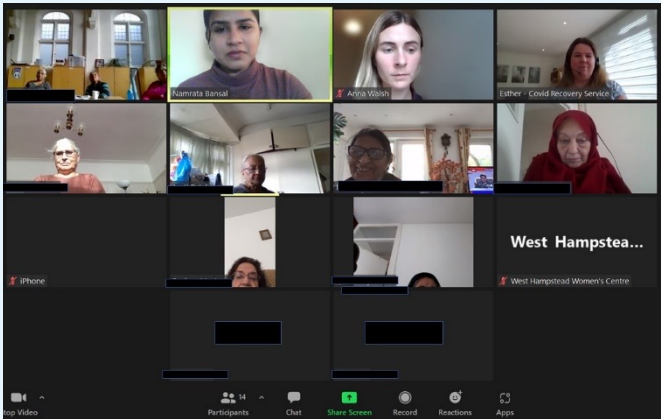 Namrata Bansal
Anna Walsh
Esther - Covid Recovery Service
iPhone
West Hampstea...
West Hampstead Women's Centre
top Video
14
Participants
Chat
Share Screen
Record
Reactions
Apps